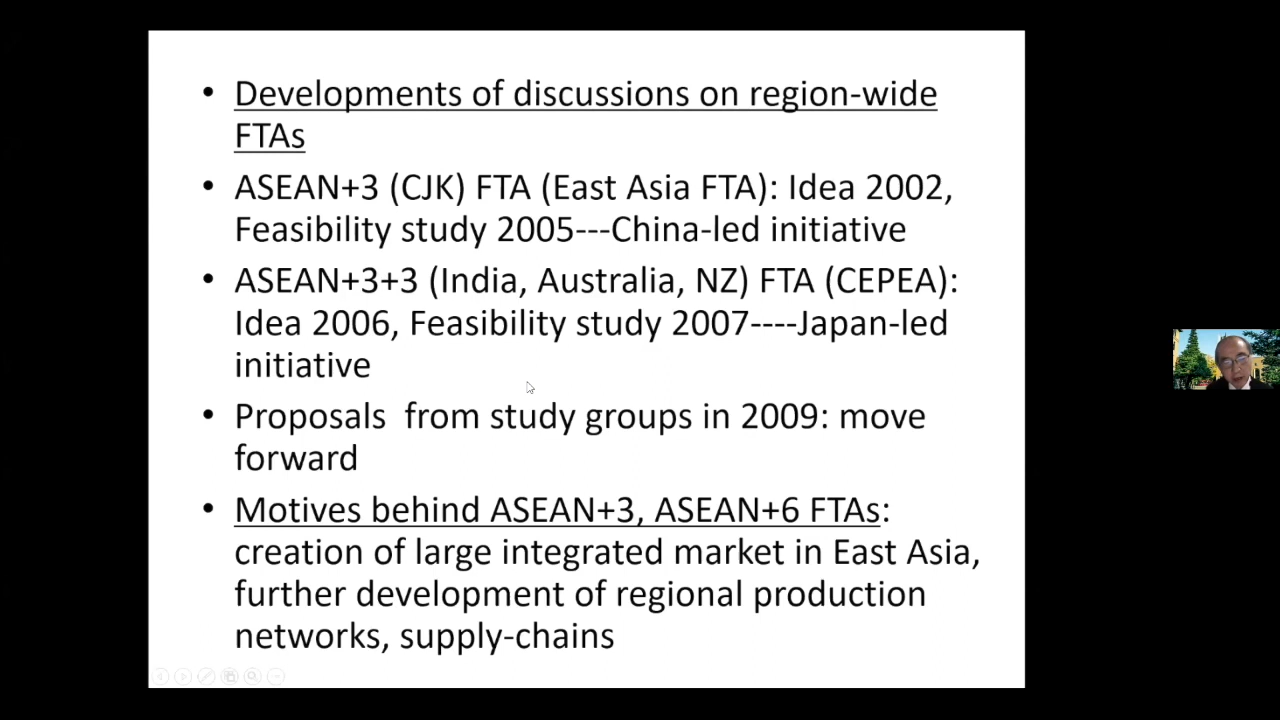 • Developments of discussions on region-wide
FTAs
• ASEAN+3 (CJK) FTA (East Asia FTA): Idea 2002,
Feasibility study 2005---China-led initiative
• ASEAN+3+3 (India, Australia, NZ) FTA (CEPEA):
Idea 2006, Feasibility study 2007----Japan-led
initiative
• Proposals  from study groups in 2009: move
forward
• Motives behind ASEAN+3, ASEAN+6 FTAs:
creation of large integrated market in East Asia,
further development of regional production
networks, supply-chains